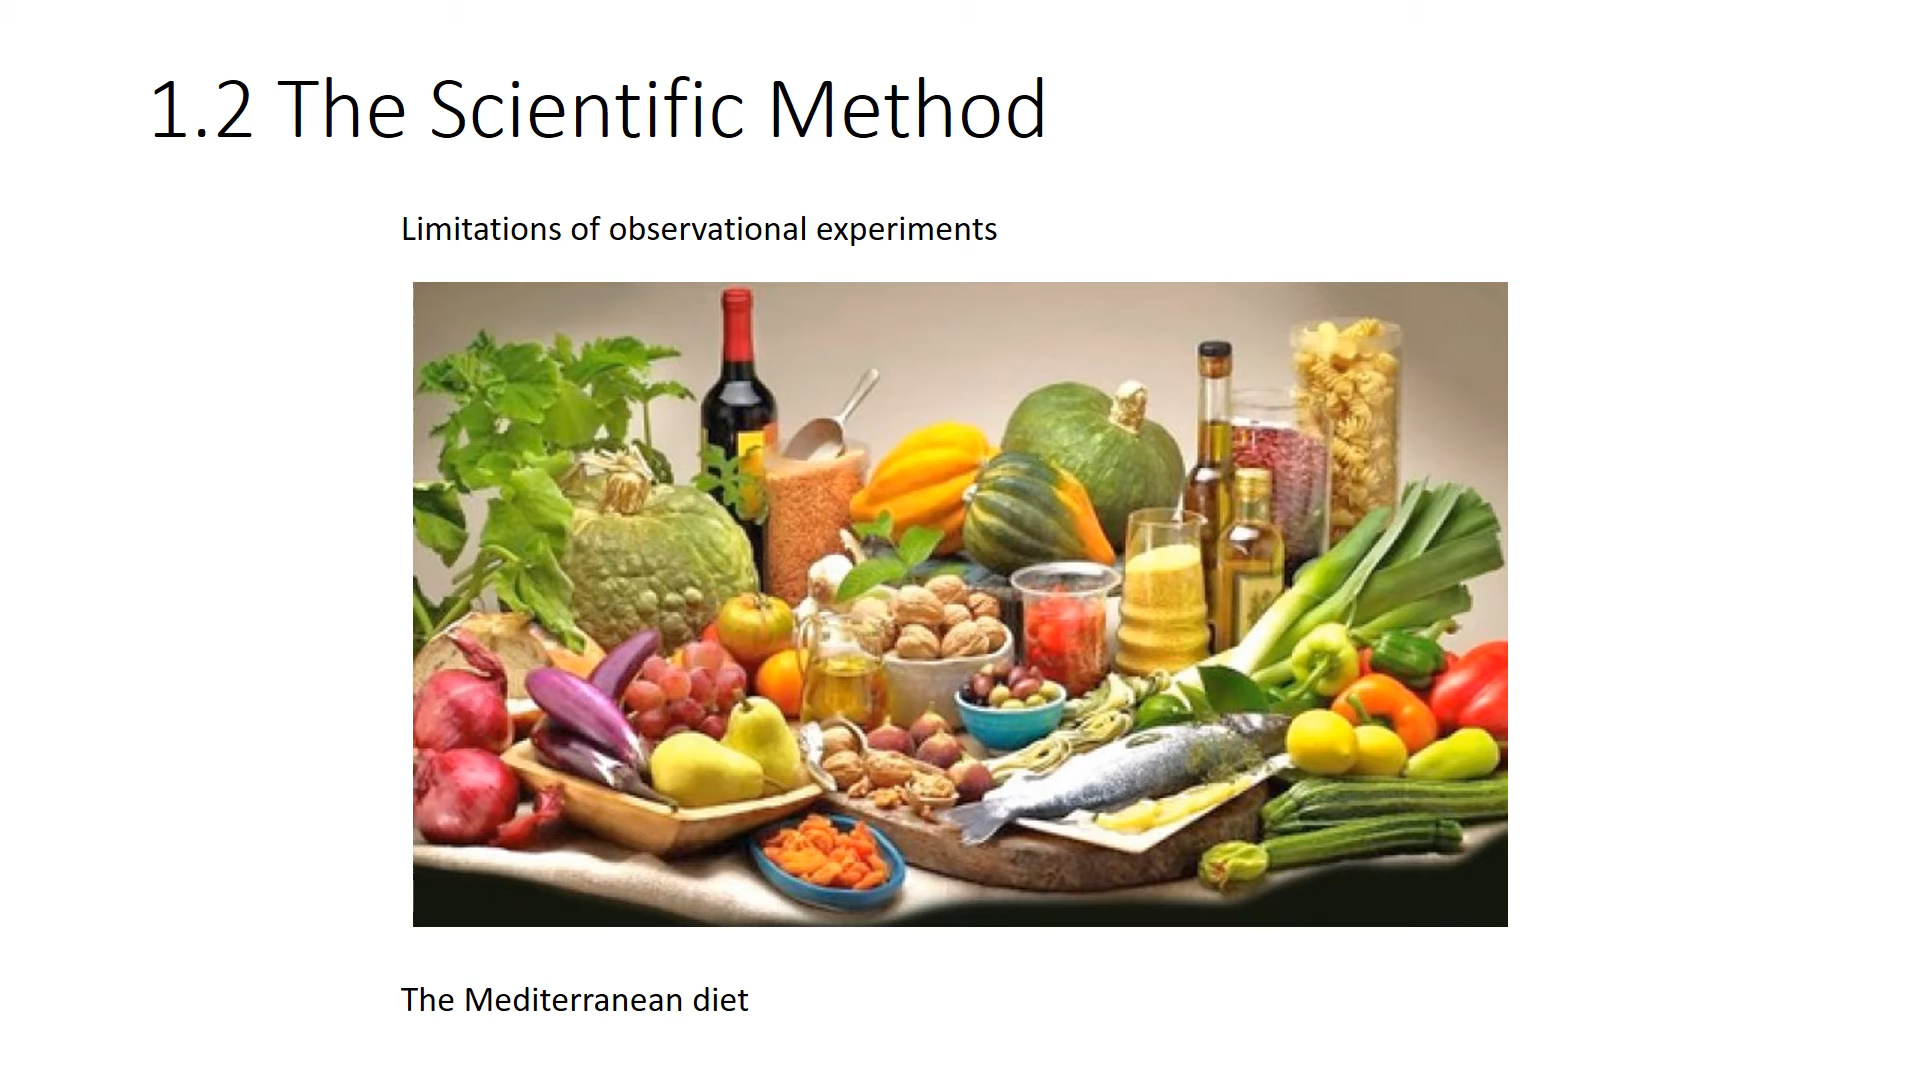 1.2 The Scientific Method
Limitations of observational experiments
The Mediterranean diet